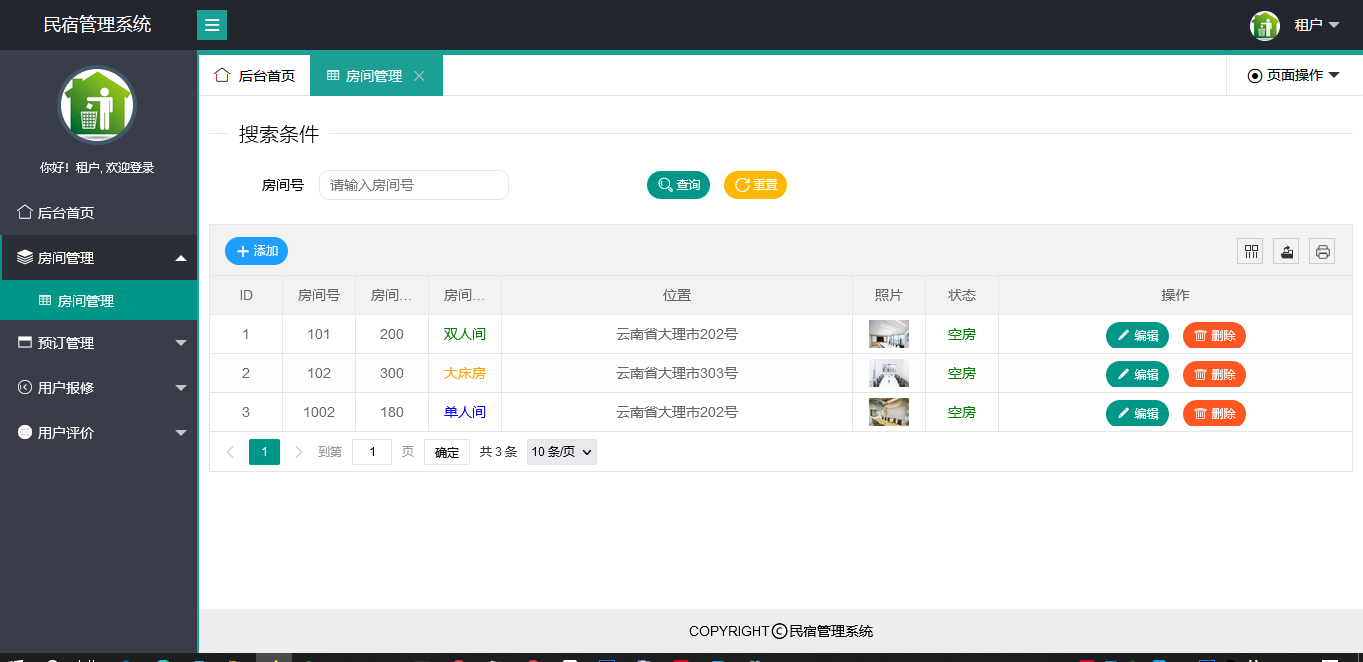 民宿管理系统
租户
后台首页
房间管理
页面操作
你好！租户, 欢迎登录
后台首页
房间管理
房间管理
预订管理
用户报修
用户评价
搜索条件
房间号 请输入房间号 查询 重置
添加
ID 房间号 房间... 房间... 位置 照片 状态 操作
1 101 200 双人间 云南省大理市202号 空房 编辑 删除
2 102 300 大床房 云南省大理市303号 空房 编辑 删除
3 1002 180 单人间 云南省大理市202号 空房 编辑 删除
1 到第 1 页 确定 共 3 条 10 条/页
COPYRIGHT©民宿管理系统